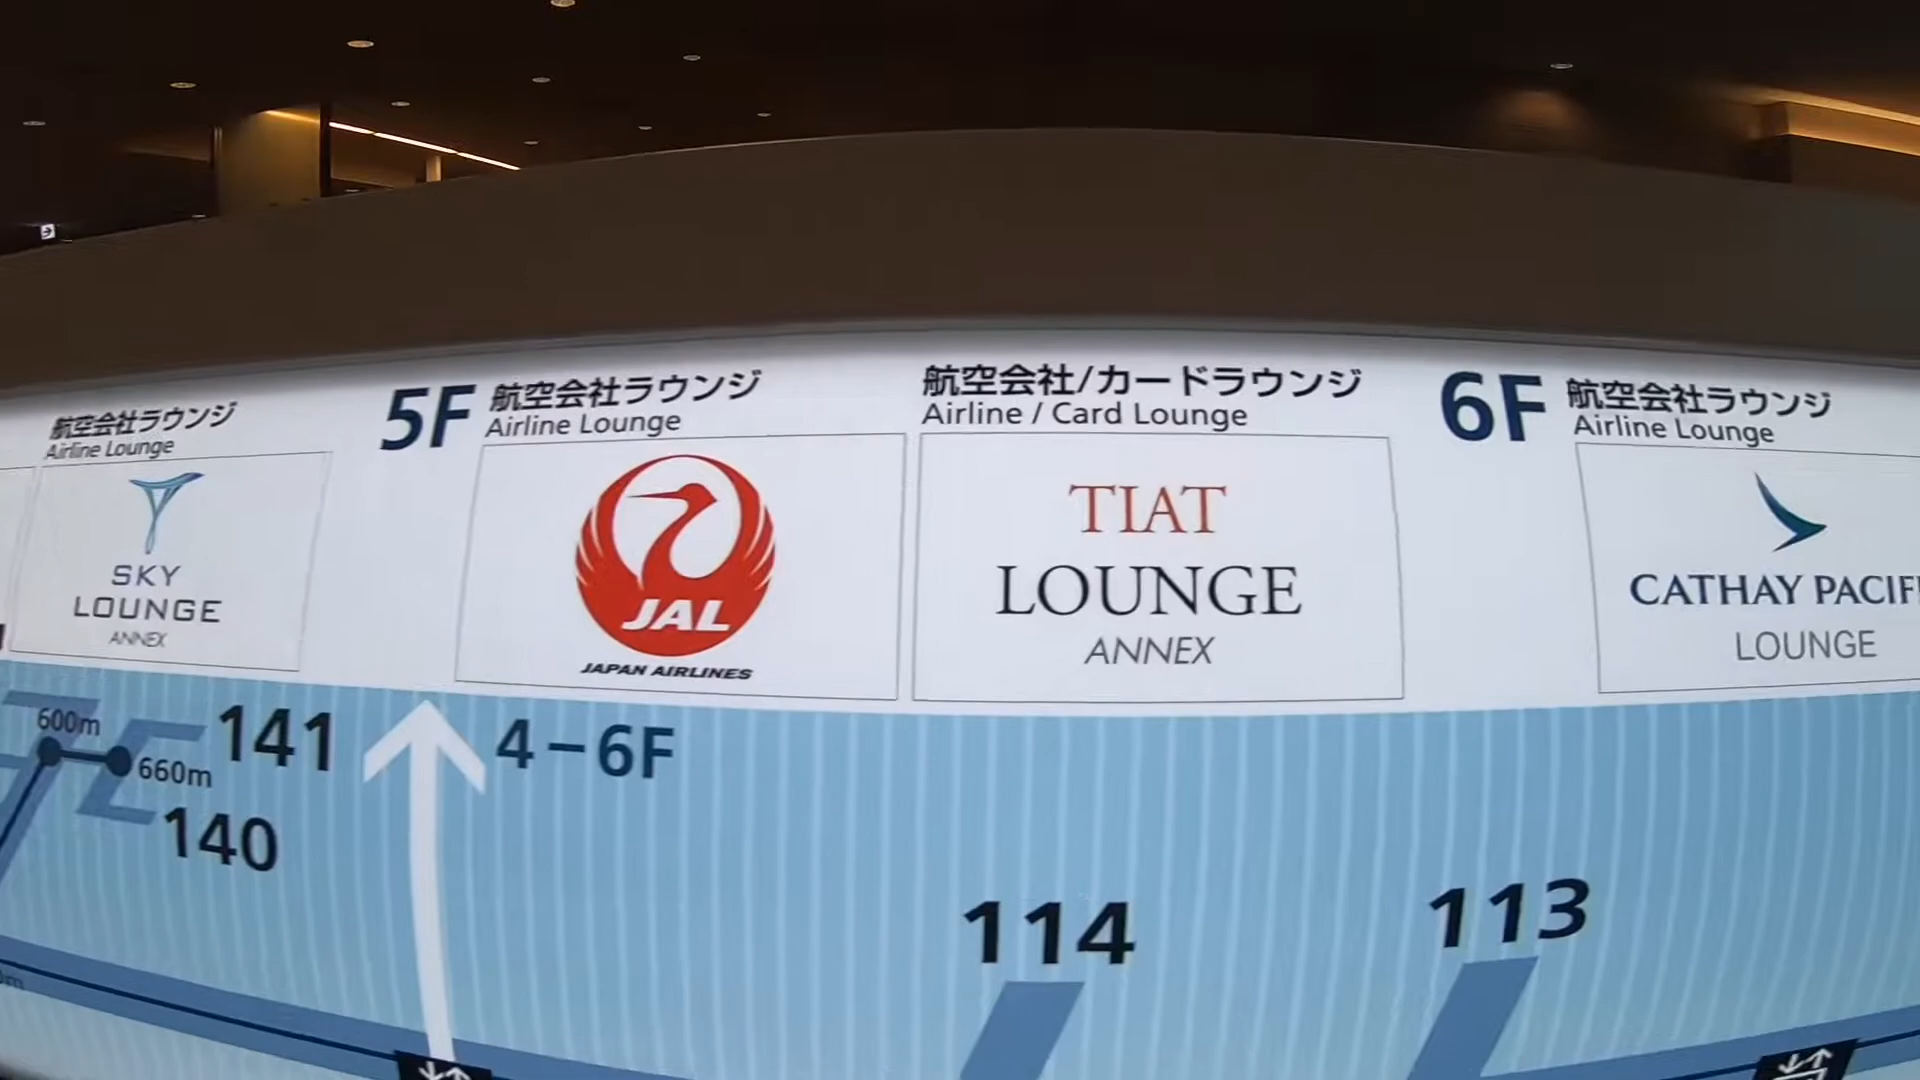 航空会社ラウンジ
Airline Lounge
SKY
LOUNGE
ANNEX
5F
航空会社ラウンジ
Airline Lounge
JAL
JAPAN AIRLINES
航空会社/カードラウンジ
Airline / Card Lounge
TIAT
LOUNGE
ANNEX
6F
航空会社ラウンジ
Airline Lounge
CATHAY PACIF
LOUNGE
600m
660m
141
140
4-6F
114
113